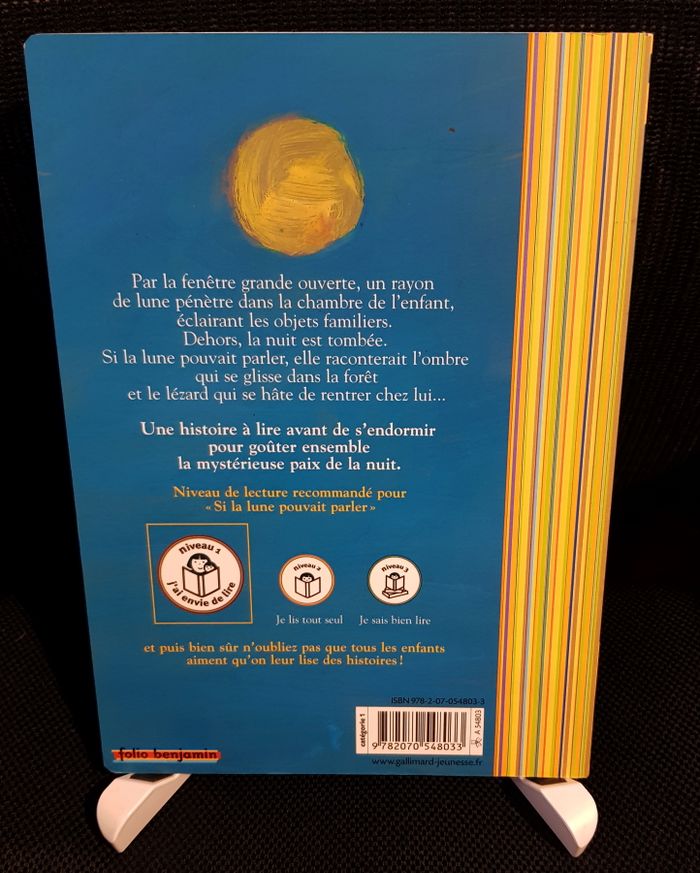 Par la fenêtre grande ouverte, un rayon
de lune pénètre dans la chambre de l'enfant,
éclairant les objets familiers.
Dehors, la nuit est tombée.
Si la lune pouvait parler, elle raconterait l'ombre
qui se glisse dans la forêt
et le lézard qui se hâte de rentrer chez lui...
Une histoire à lire avant de s'endormir
pour goûter ensemble
la mystérieuse paix de la nuit.
Niveau de lecture recommandé pour
« Si la lune pouvait parler »
niveau 1
j'ai envie de lire
niveau 2
Je lis tout seul
niveau 3
Je sais bien lire
et puis bien sûr n'oubliez pas que tous les enfants
aiment qu'on leur lise des histoires !
ISBN 978-2-07-054803-3
catégorie 1
A 54803
9 782070 548033
www.gallimard-jeunesse.fr
folio benjamin